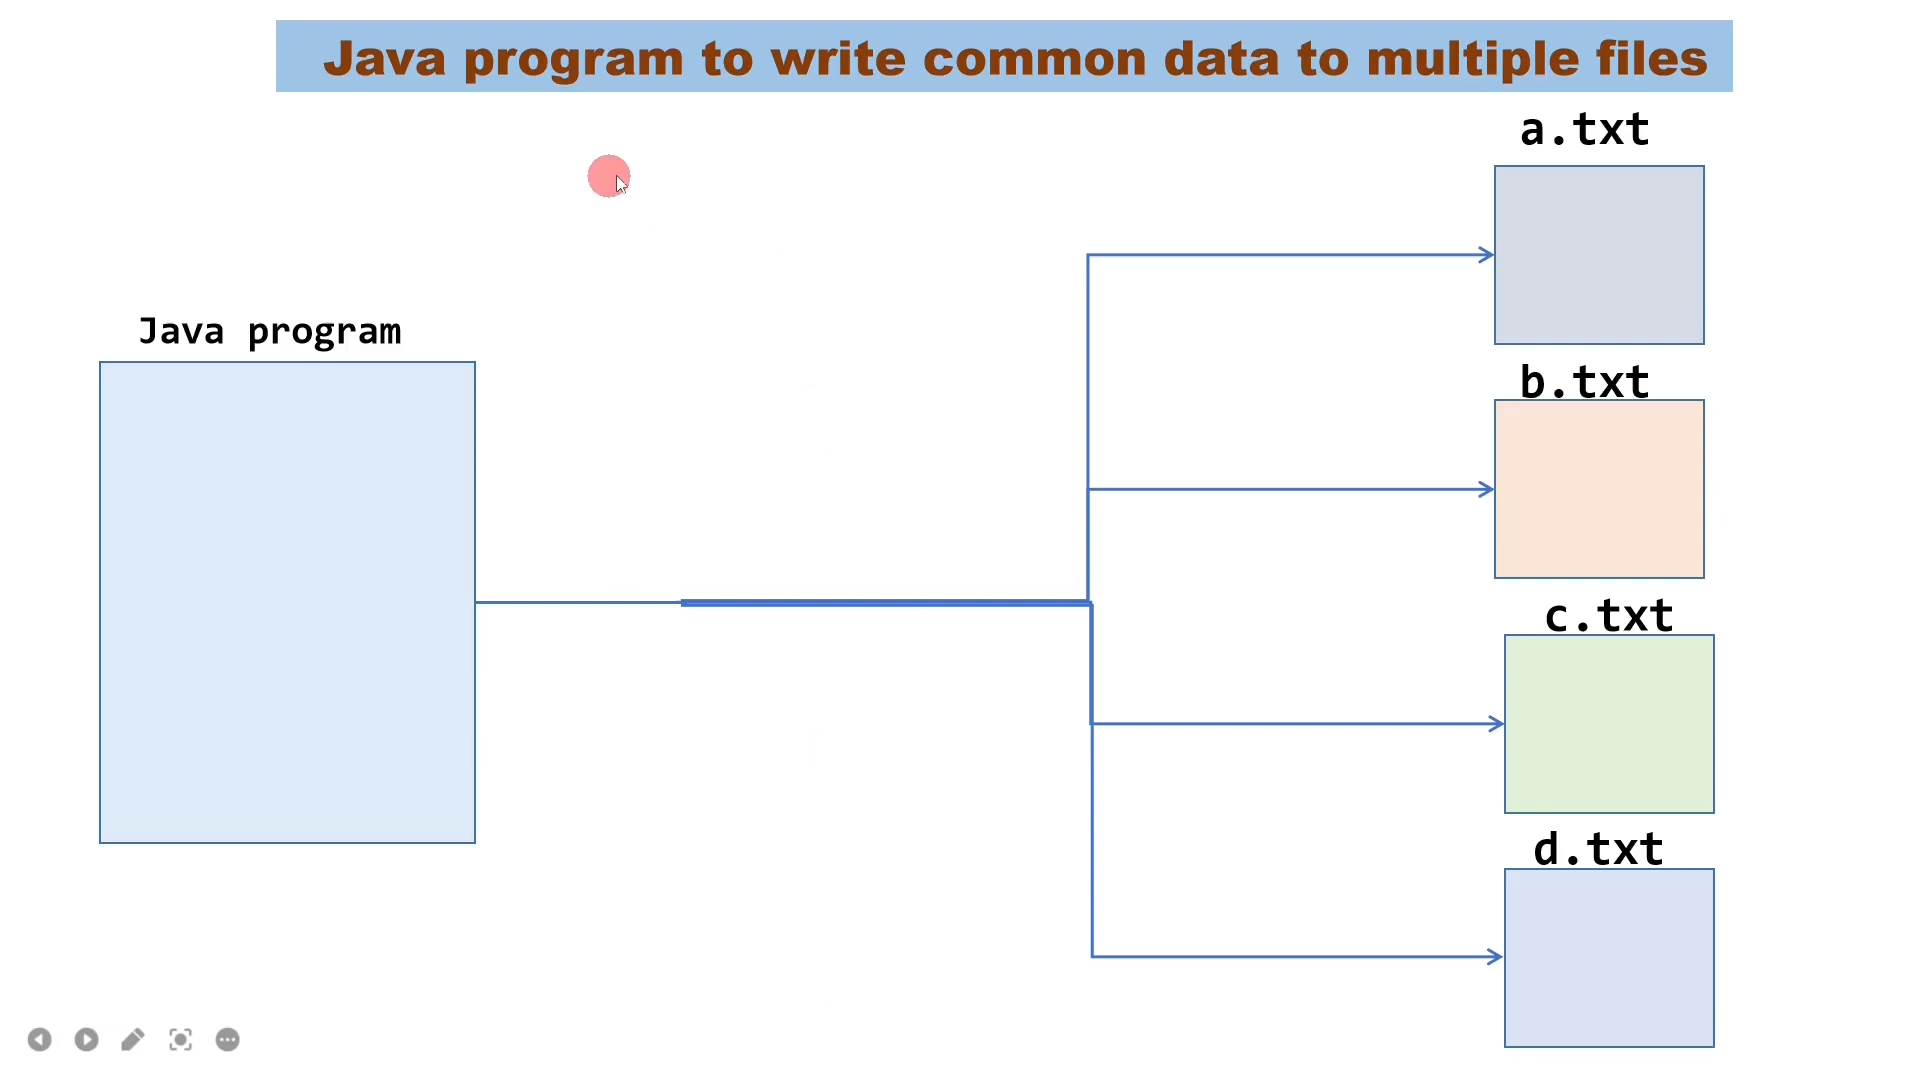 Java program to write common data to multiple files
a.txt
Java program
b.txt
c.txt
d.txt